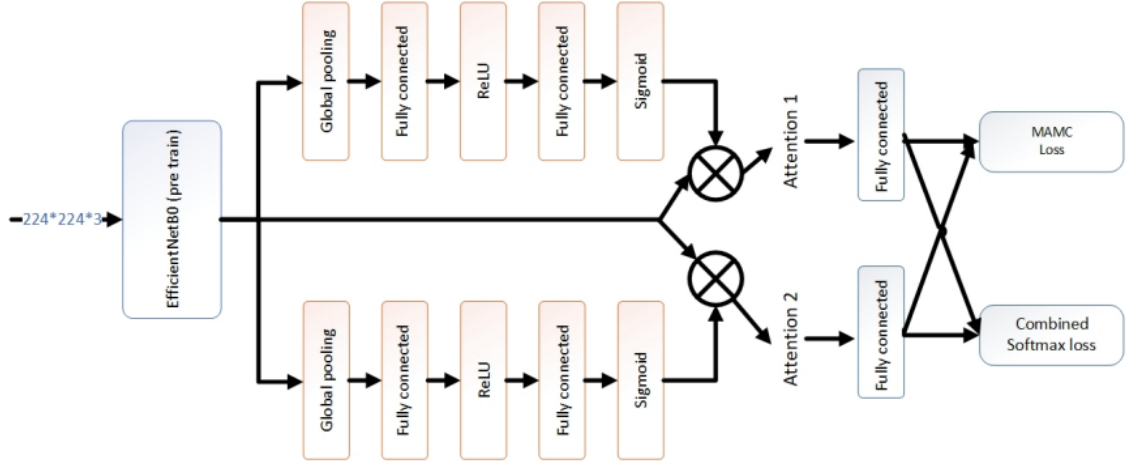 Global pooling
Fully connected
ReLU
Fully connected
Sigmoid
224*224*3
EfficientNetB0 (pre train)
Attention 1
Fully connected
MAMC
Loss
Global pooling
Fully connected
ReLU
Fully connected
Sigmoid
Attention 2
Fully connected
Combined
Softmax loss